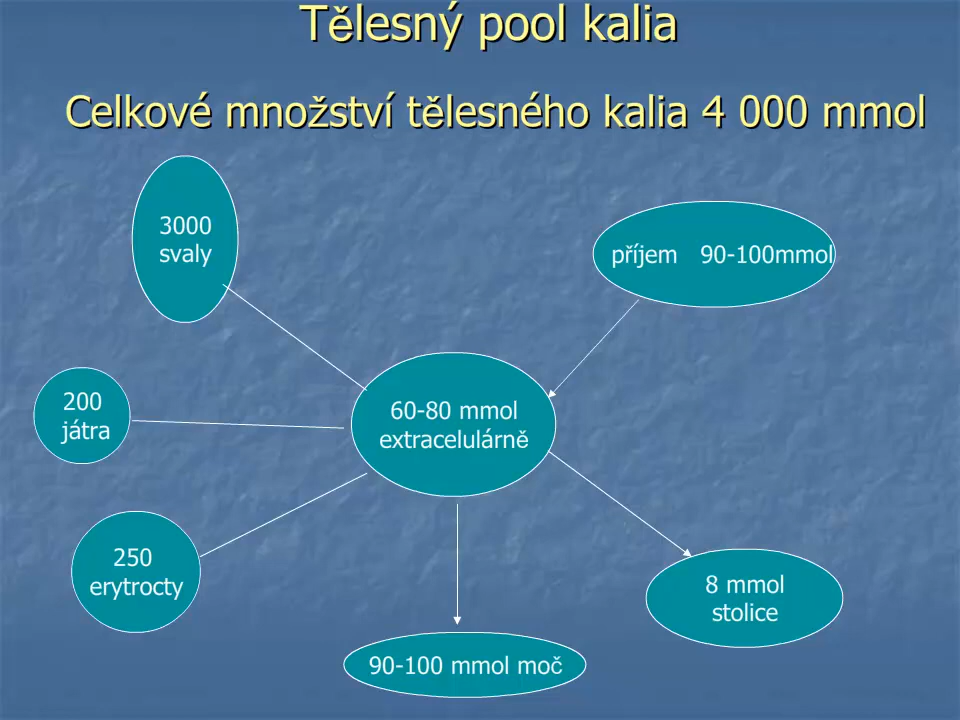 Tělesný pool kalia
Celkové množství tělesného kalia 4 000 mmol
3000
svaly
příjem 90-100mmol
200
játra
60-80 mmol
extracelulárně
250
erytrocty
8 mmol
stolice
90-100 mmol moč